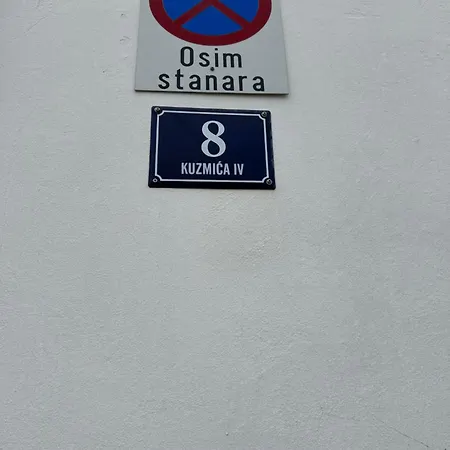 Osim
stanara
8
KUZMIĆA IV